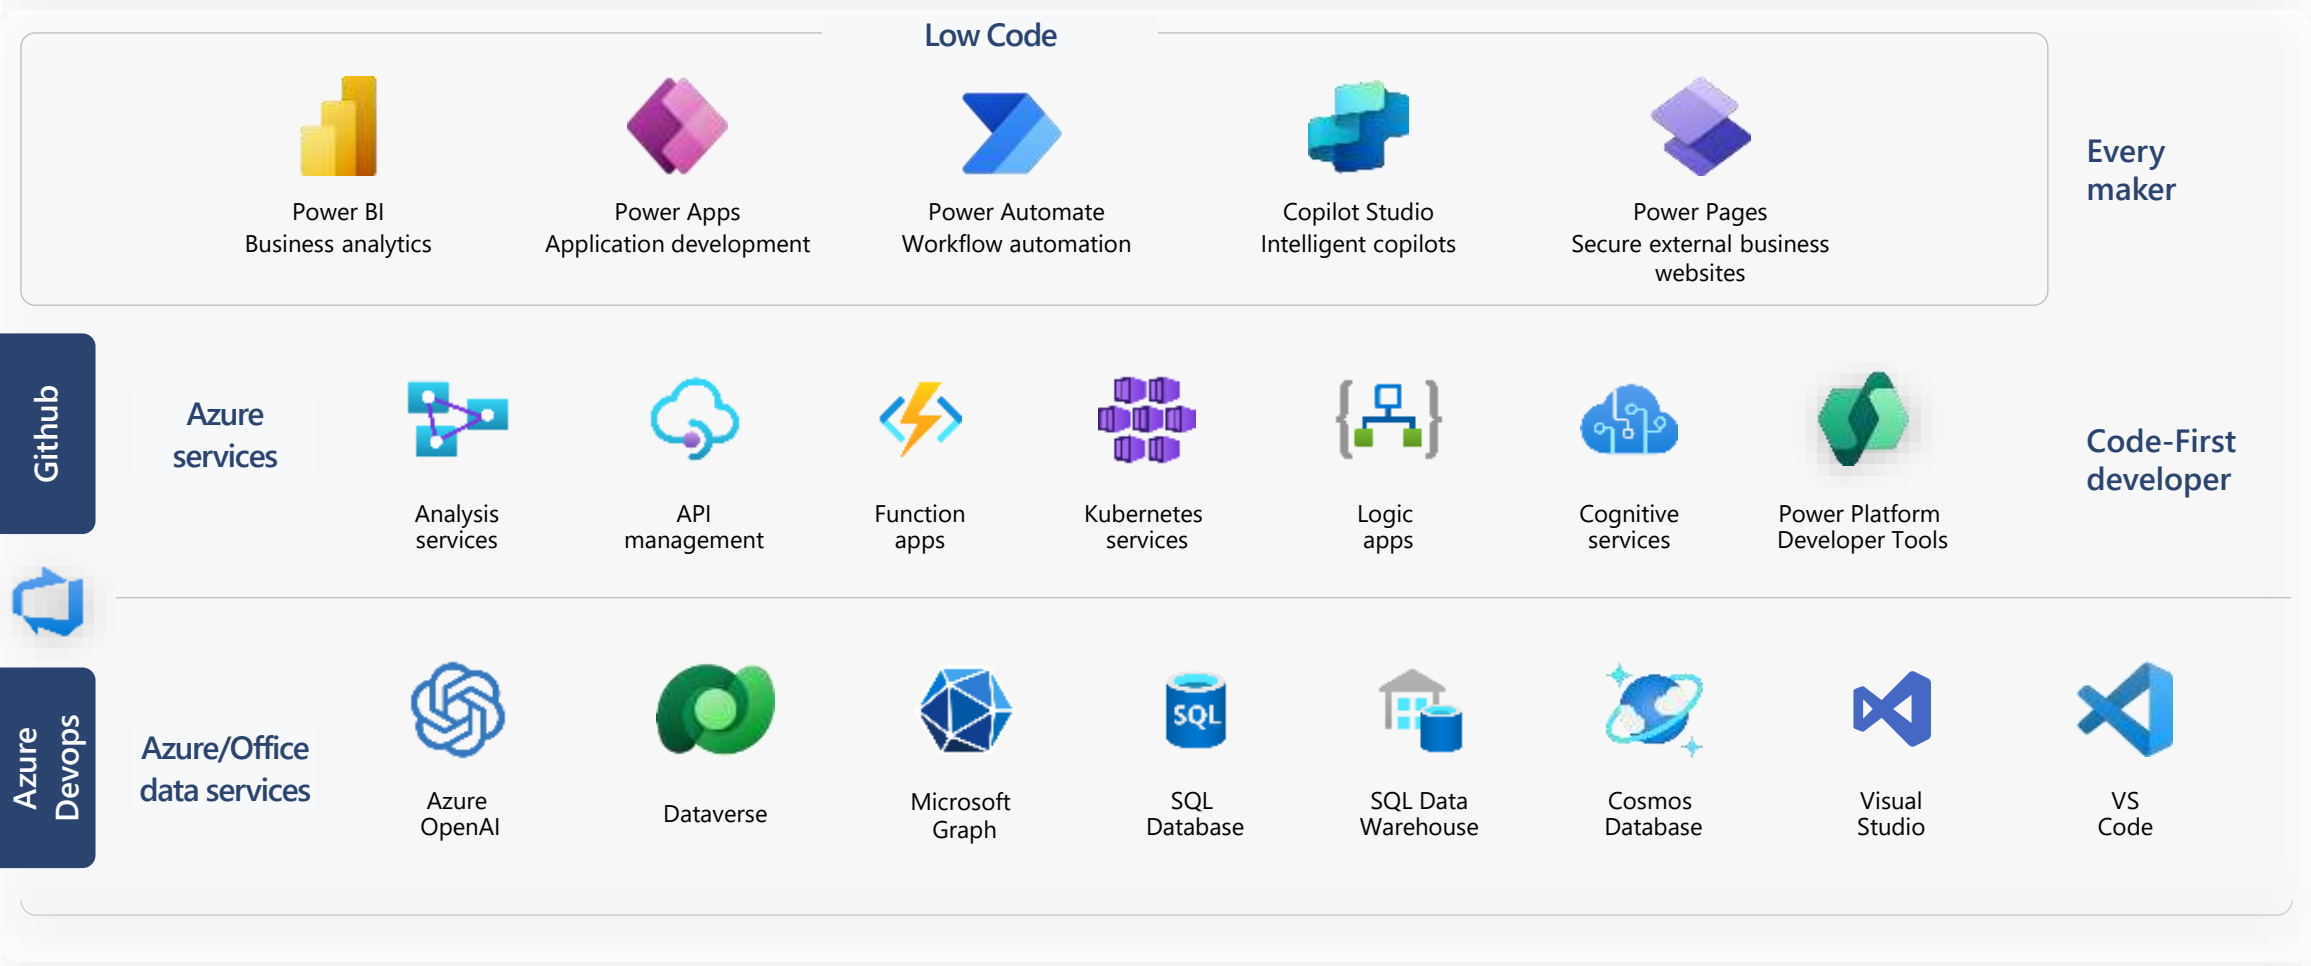 Low Code
Power BI
Business analytics
Power Apps
Application development
Power Automate
Workflow automation
Copilot Studio
Intelligent copilots
Power Pages
Secure external business
websites
Every
maker
Github
Azure
services
Analysis
services
API
management
Function
apps
Kubernetes
services
Logic
apps
Cognitive
services
Power Platform
Developer Tools
Code-First
developer
Azure
Devops
Azure/Office
data services
Azure
OpenAI
Dataverse
Microsoft
Graph
SQL
SQL
Database
SQL Data
Warehouse
Cosmos
Database
Visual
Studio
VS
Code